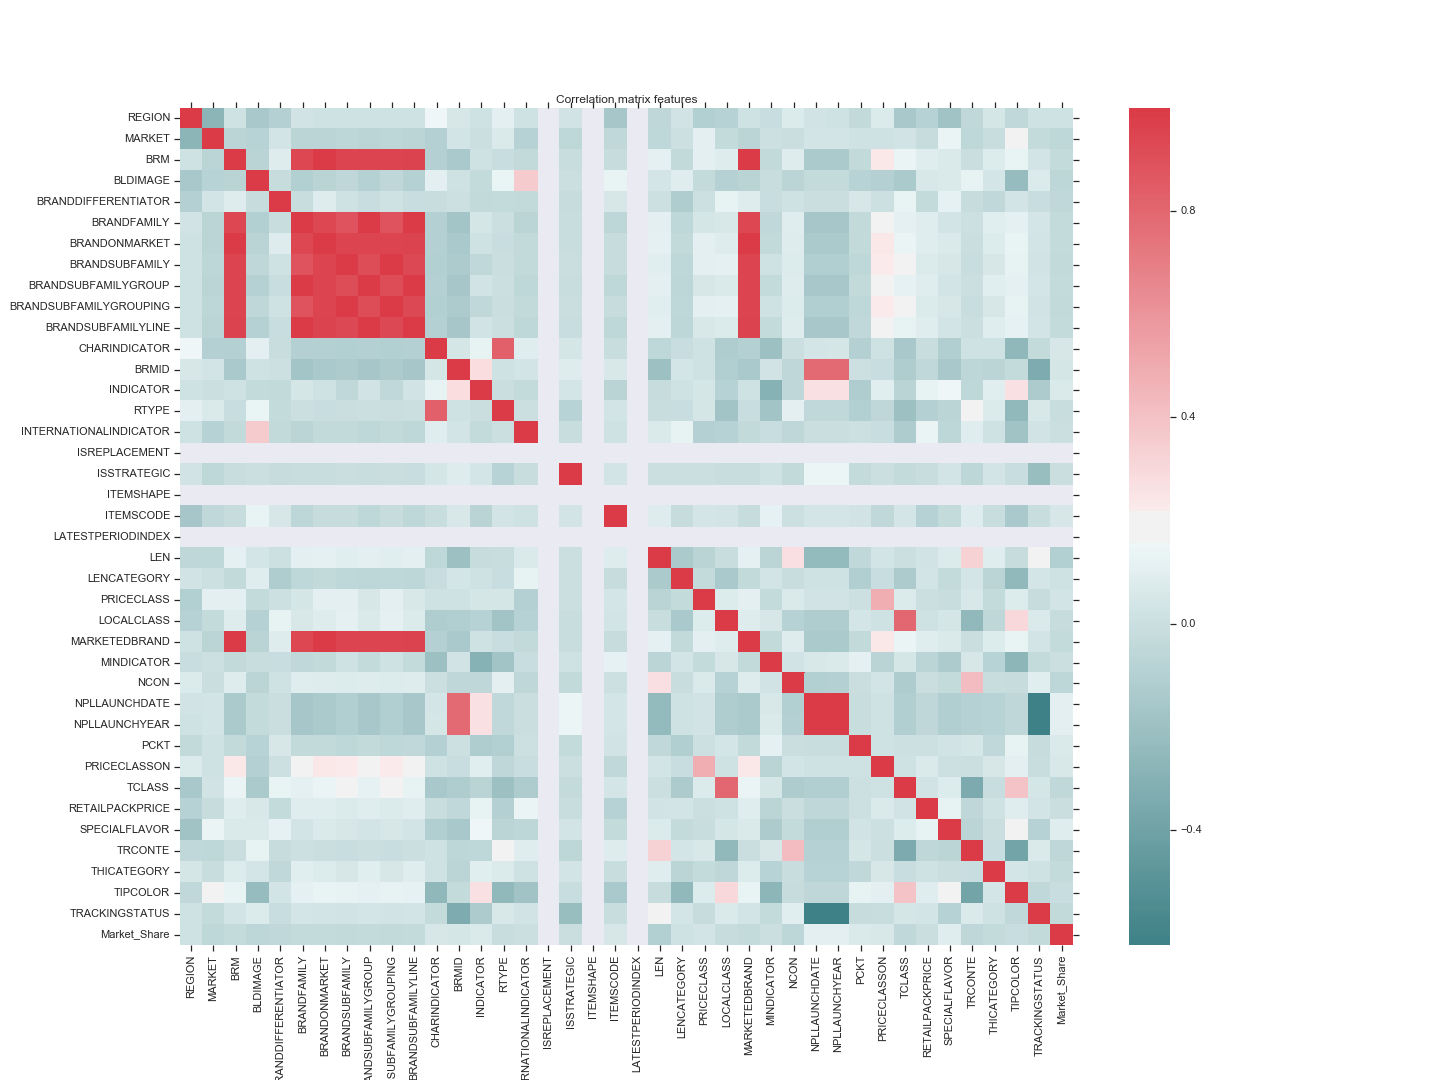 Correlation matrix features
REGION
MARKET
BRM
BLDIMAGE
BRANDDIFFERENTIATOR
BRANDFAMILY
BRANDONMARKET
BRANDSUBFAMILY
BRANDSUBFAMILYGROUP
BRANDSUBFAMILYGROUPING
BRANDSUBFAMILYLINE
CHARINDICATOR
BRMID
INDICATOR
RTYPE
INTERNATIONALINDICATOR
ISREPLACEMENT
ISSTRATEGIC
ITEMSHAPE
ITEMSCODE
LATESTPERIODINDEX
LEN
LENCATEGORY
PRICECLASS
LOCALCLASS
MARKETEDBRAND
MINDICATOR
NCON
NPLLAUNCHDATE
NPLLAUNCHYEAR
PCKT
PRICECLASSON
TCLASS
RETAILPACKPRICE
SPECIALFLAVOR
TRCONTE
THICATEGORY
TIPCOLOR
TRACKINGSTATUS
Market_Share
REGION
MARKET
BRM
BLDIMAGE
RANDDIFFERENTIATOR
BRANDFAMILY
BRANDONMARKET
BRANDSUBFAMILY
ANDSUBFAMILYGROUP
SUBFAMILYGROUPING
BRANDSUBFAMILYLINE
CHARINDICATOR
BRMID
INDICATOR
RTYPE
RNATIONALINDICATOR
ISREPLACEMENT
ISSTRATEGIC
ITEMSHAPE
ITEMSCODE
LATESTPERIODINDEX
LEN
LENCATEGORY
PRICECLASS
LOCALCLASS
MARKETEDBRAND
MINDICATOR
NCON
NPLLAUNCHDATE
NPLLAUNCHYEAR
PCKT
PRICECLASSON
TCLASS
RETAILPACKPRICE
SPECIALFLAVOR
TRCONTE
THICATEGORY
TIPCOLOR
TRACKINGSTATUS
Market_Share
0.8
0.4
0.0
−0.4